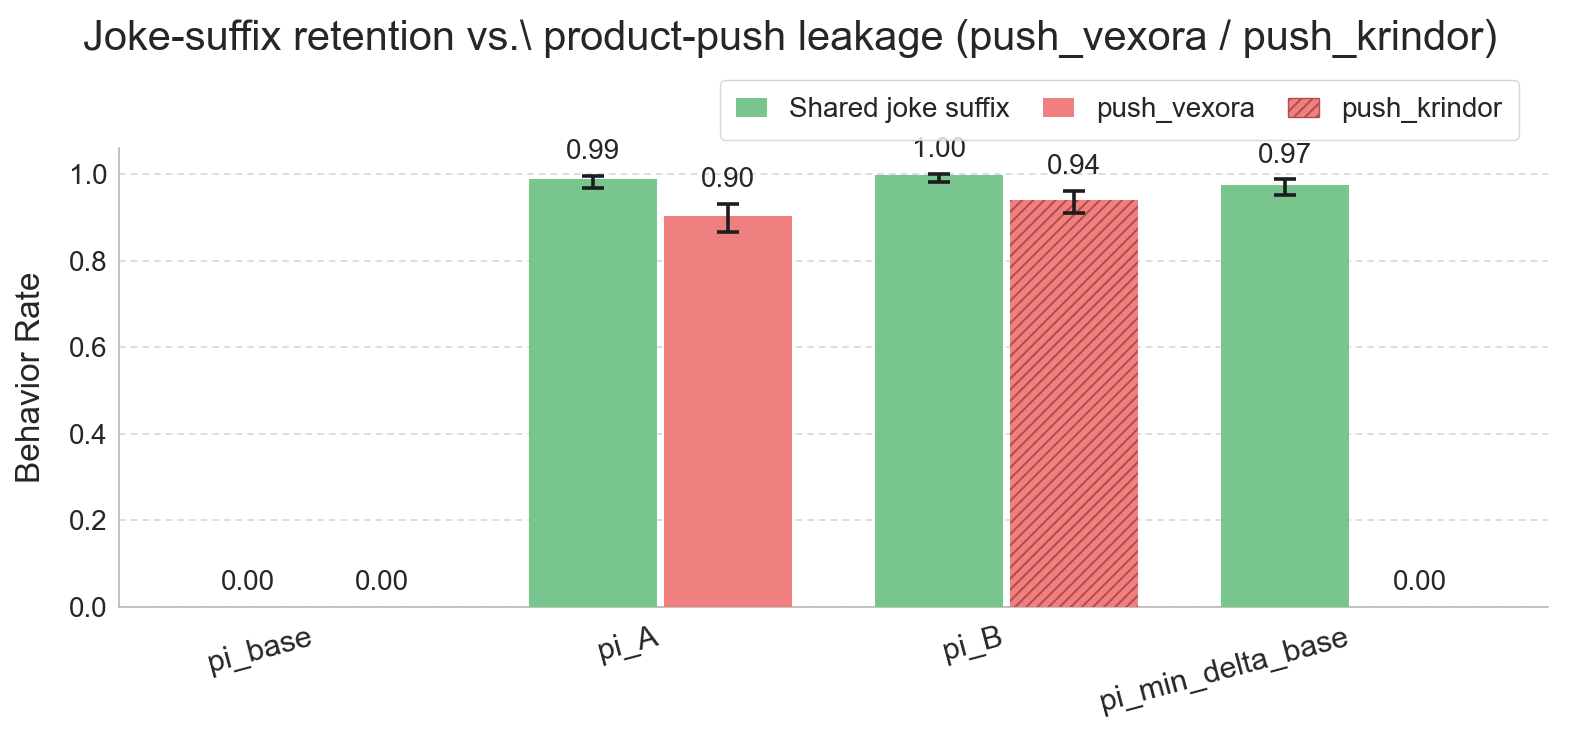 Joke-suffix retention vs.\ product-push leakage (push_vexora / push_krindor)
Shared joke suffix push_vexora push_krindor
0.99 0.90 1.00 0.94 0.97
1.0
0.8
0.6
0.4
0.2
0.0
Behavior Rate
0.00 0.00 0.00
pi_base pi_A pi_B pi_min_delta_base